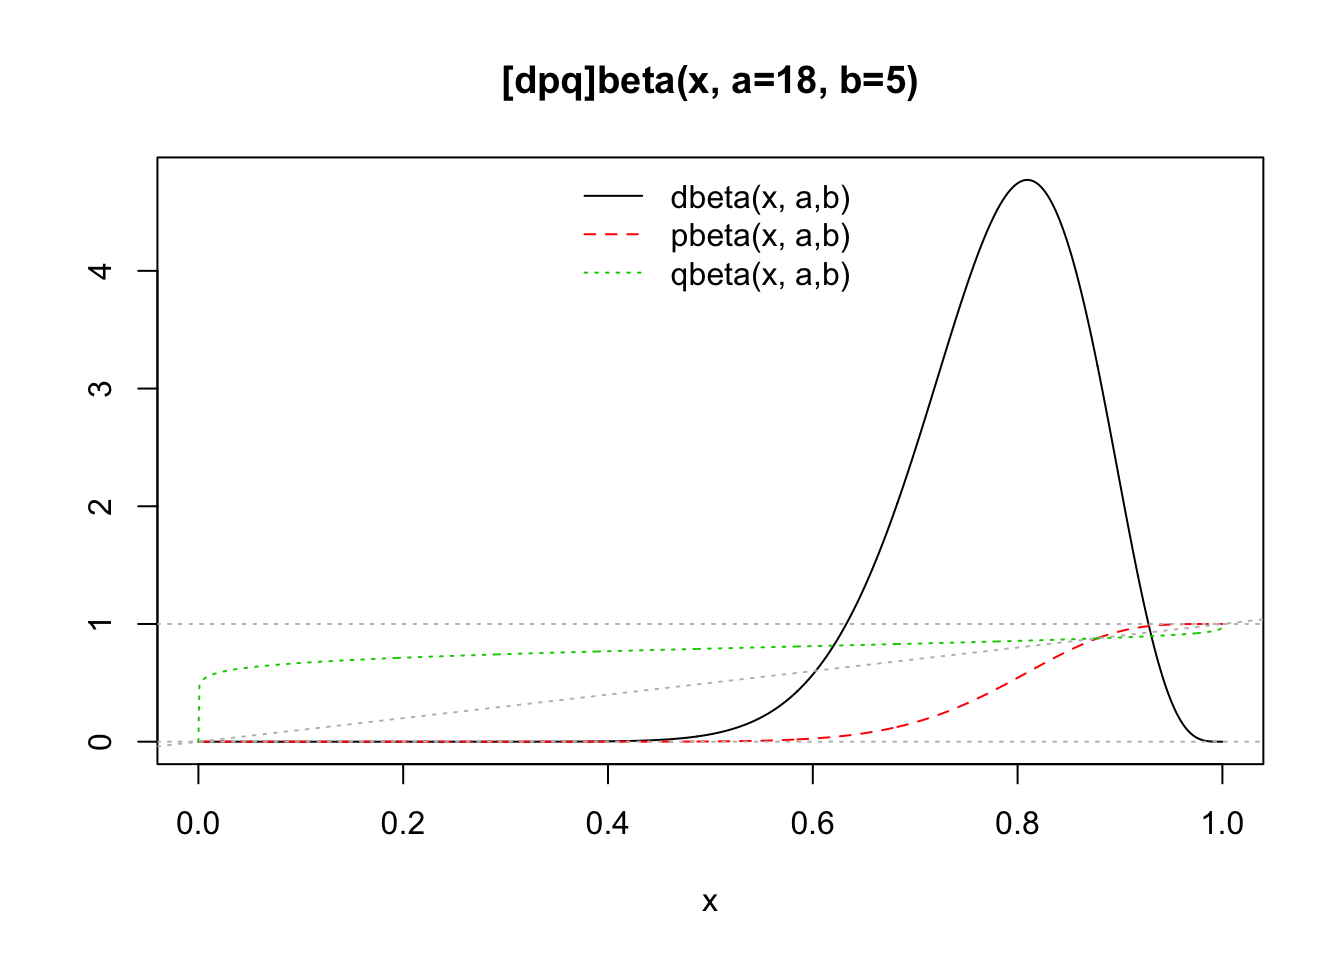 [dpq]beta(x, a=18, b=5)
dbeta(x, a,b)
pbeta(x, a,b)
qbeta(x, a,b)
4
3
2
1
0
0.0 0.2 0.4 0.6 0.8 1.0
x